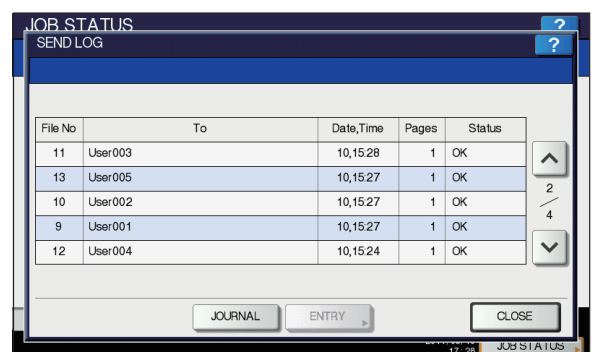 JOB STATUS ?
SEND LOG ?
File No To Date,Time Pages Status
11 User003 10,15:28 1 OK
13 User005 10,15:27 1 OK
10 User002 10,15:27 1 OK
9 User001 10,15:27 1 OK
12 User004 10,15:24 1 OK
2
4
JOURNAL ENTRY CLOSE
17:28 JOB STATUS